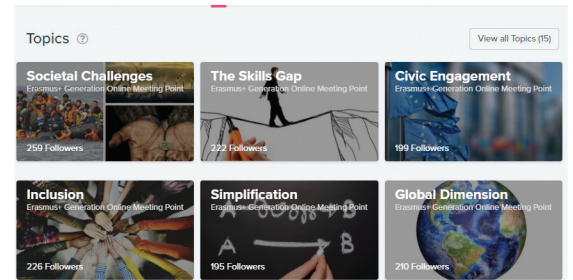 Topics ?
View all Topics (15)
Societal Challenges
Erasmus+ Generation Online Meeting Point
259 Followers
The Skills Gap
Erasmus+ Generation Online Meeting Point
222 Followers
Civic Engagement
Erasmus+ Generation Online Meeting Point
199 Followers
Inclusion
Erasmus+ Generation Online Meeting Point
226 Followers
Simplification
Erasmus+ Generation Online Meeting Point
A B
A B
195 Followers
Global Dimension
Erasmus+ Generation Online Meeting Point
210 Followers